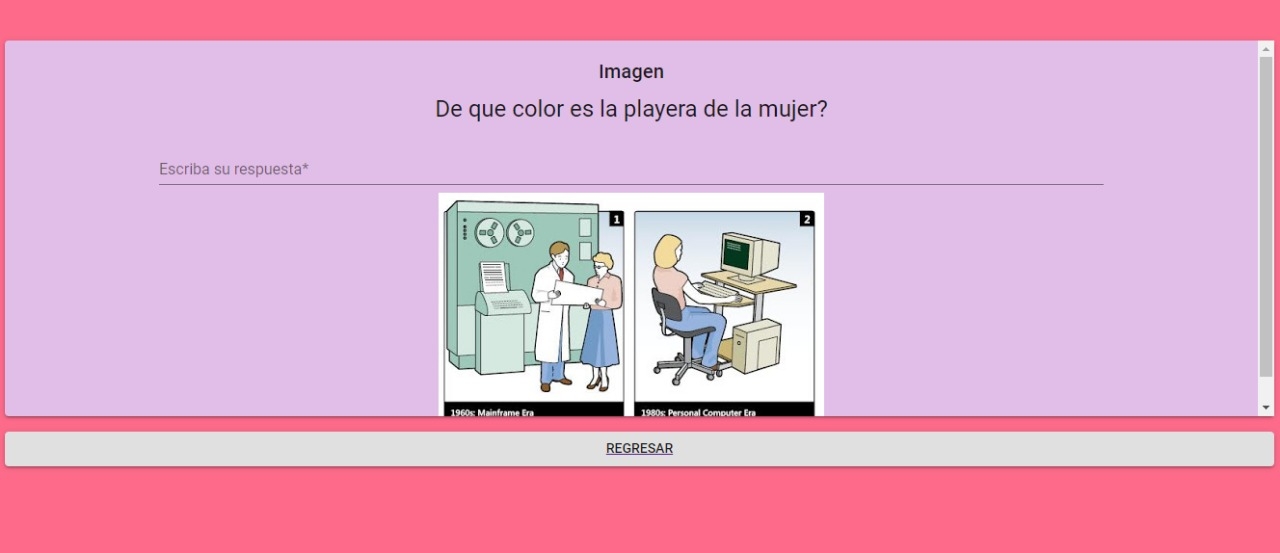 Imagen
De que color es la playera de la mujer?
Escriba su respuesta*
1
2
1960s: Mainframe Era
1980s: Personal Computer Era
REGRESAR